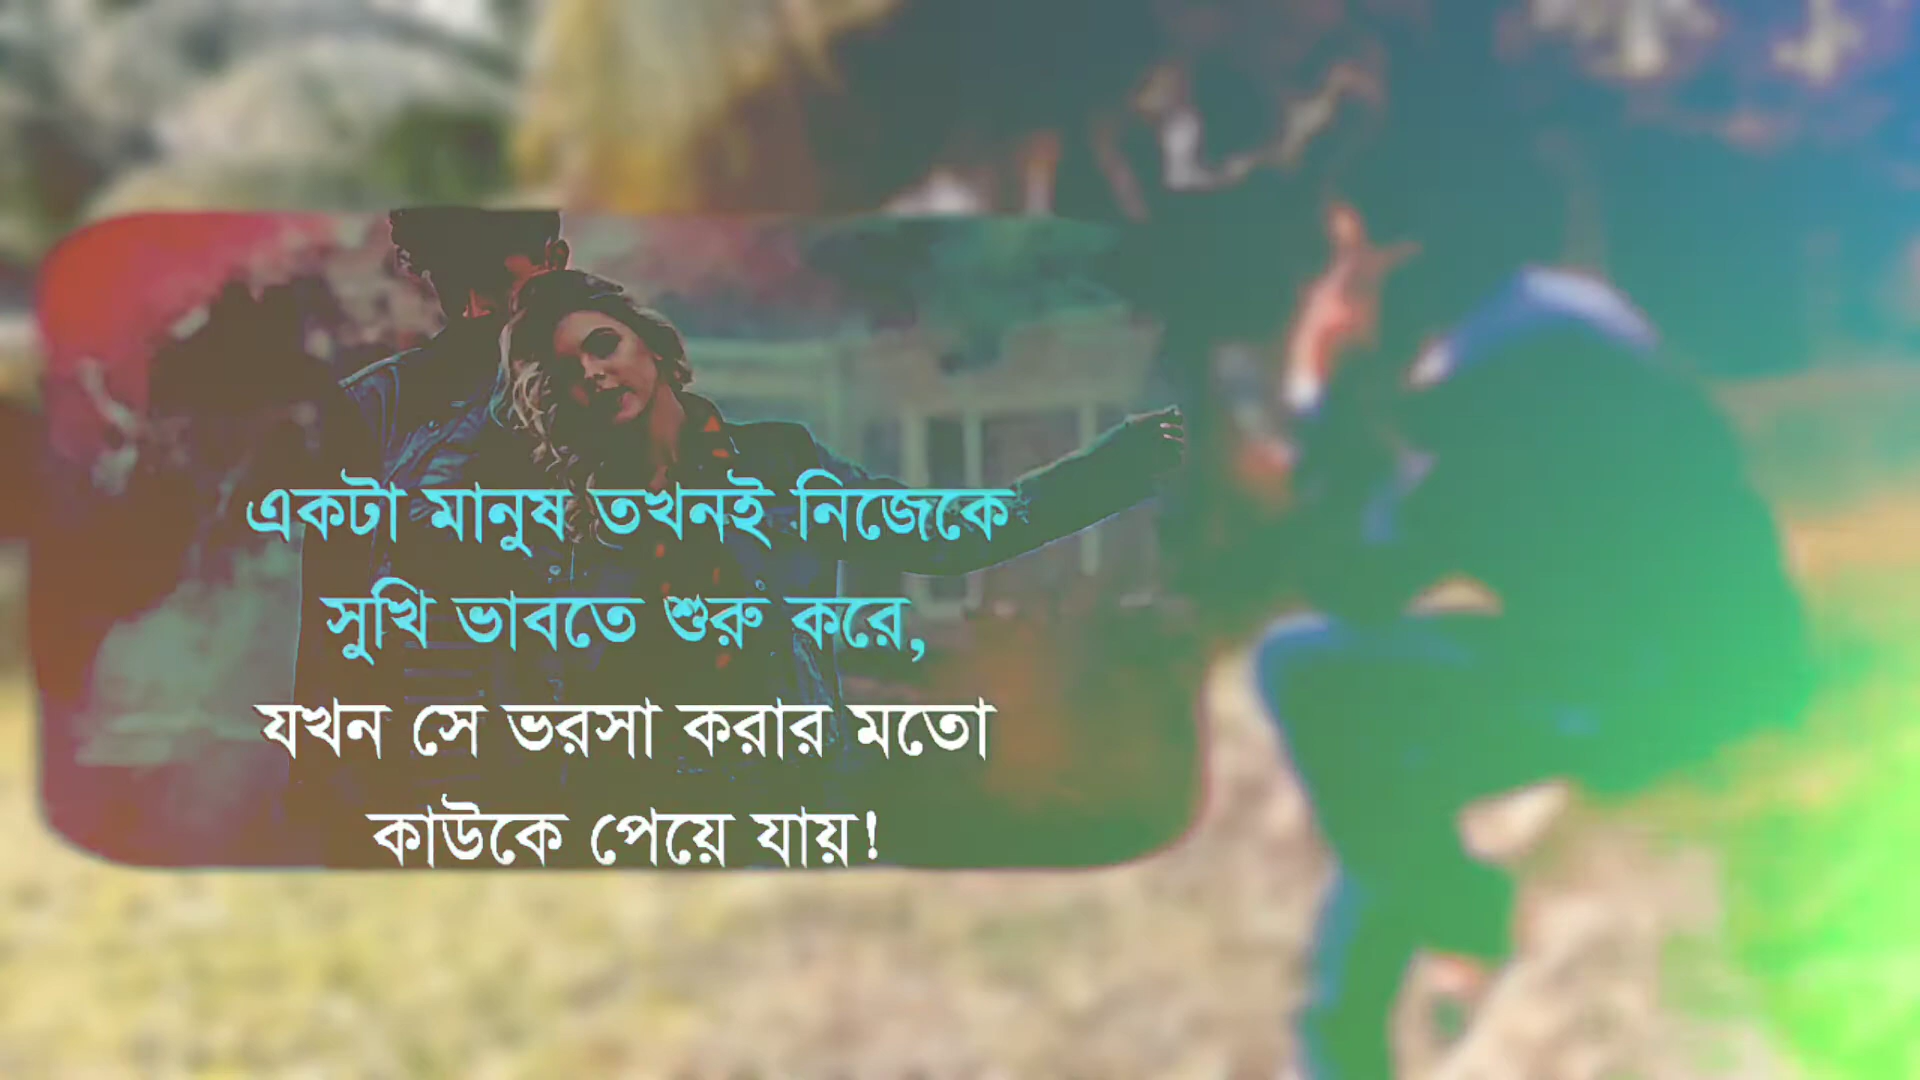 একটা মানুষ তখনই নিজেকে
সুখি ভাবতে শুরু করে,
যখন সে ভরসা করার মতো
কাউকে পেয়ে যায়!